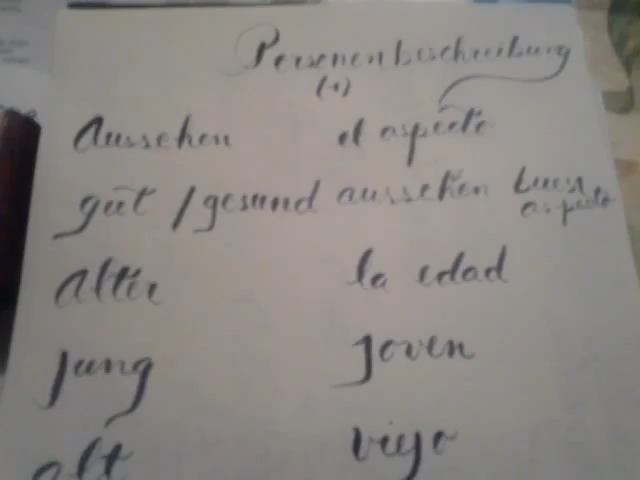 Personenbeschreibung
(1)
Aussehen el aspecto
gut / gesund aussehen buen aspecto
Alter la edad
jung joven
alt viejo